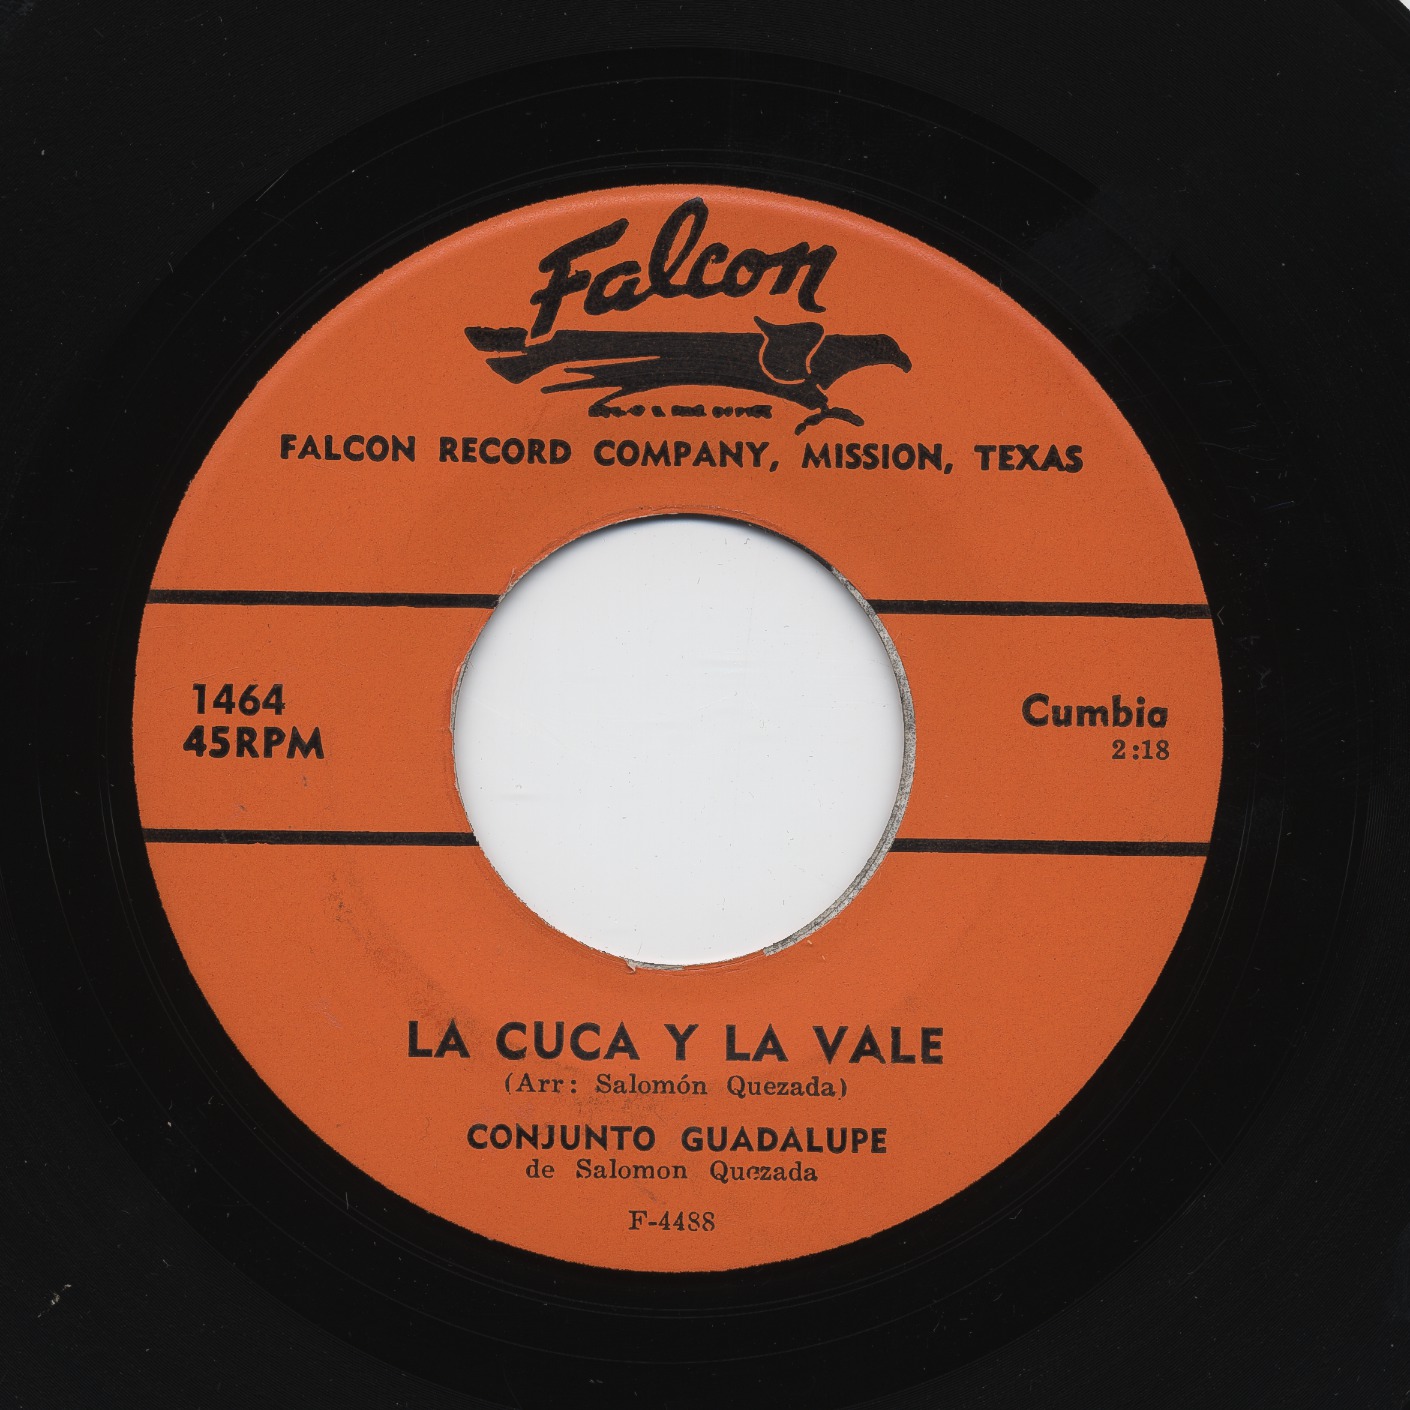 Falcon
FALCON RECORD COMPANY, MISSION, TEXAS
1464
45RPM
Cumbia
2:18
LA CUCA Y LA VALE
(Arr: Salomón Quezada)
CONJUNTO GUADALUPE
de Salomon Quezada
F-4488